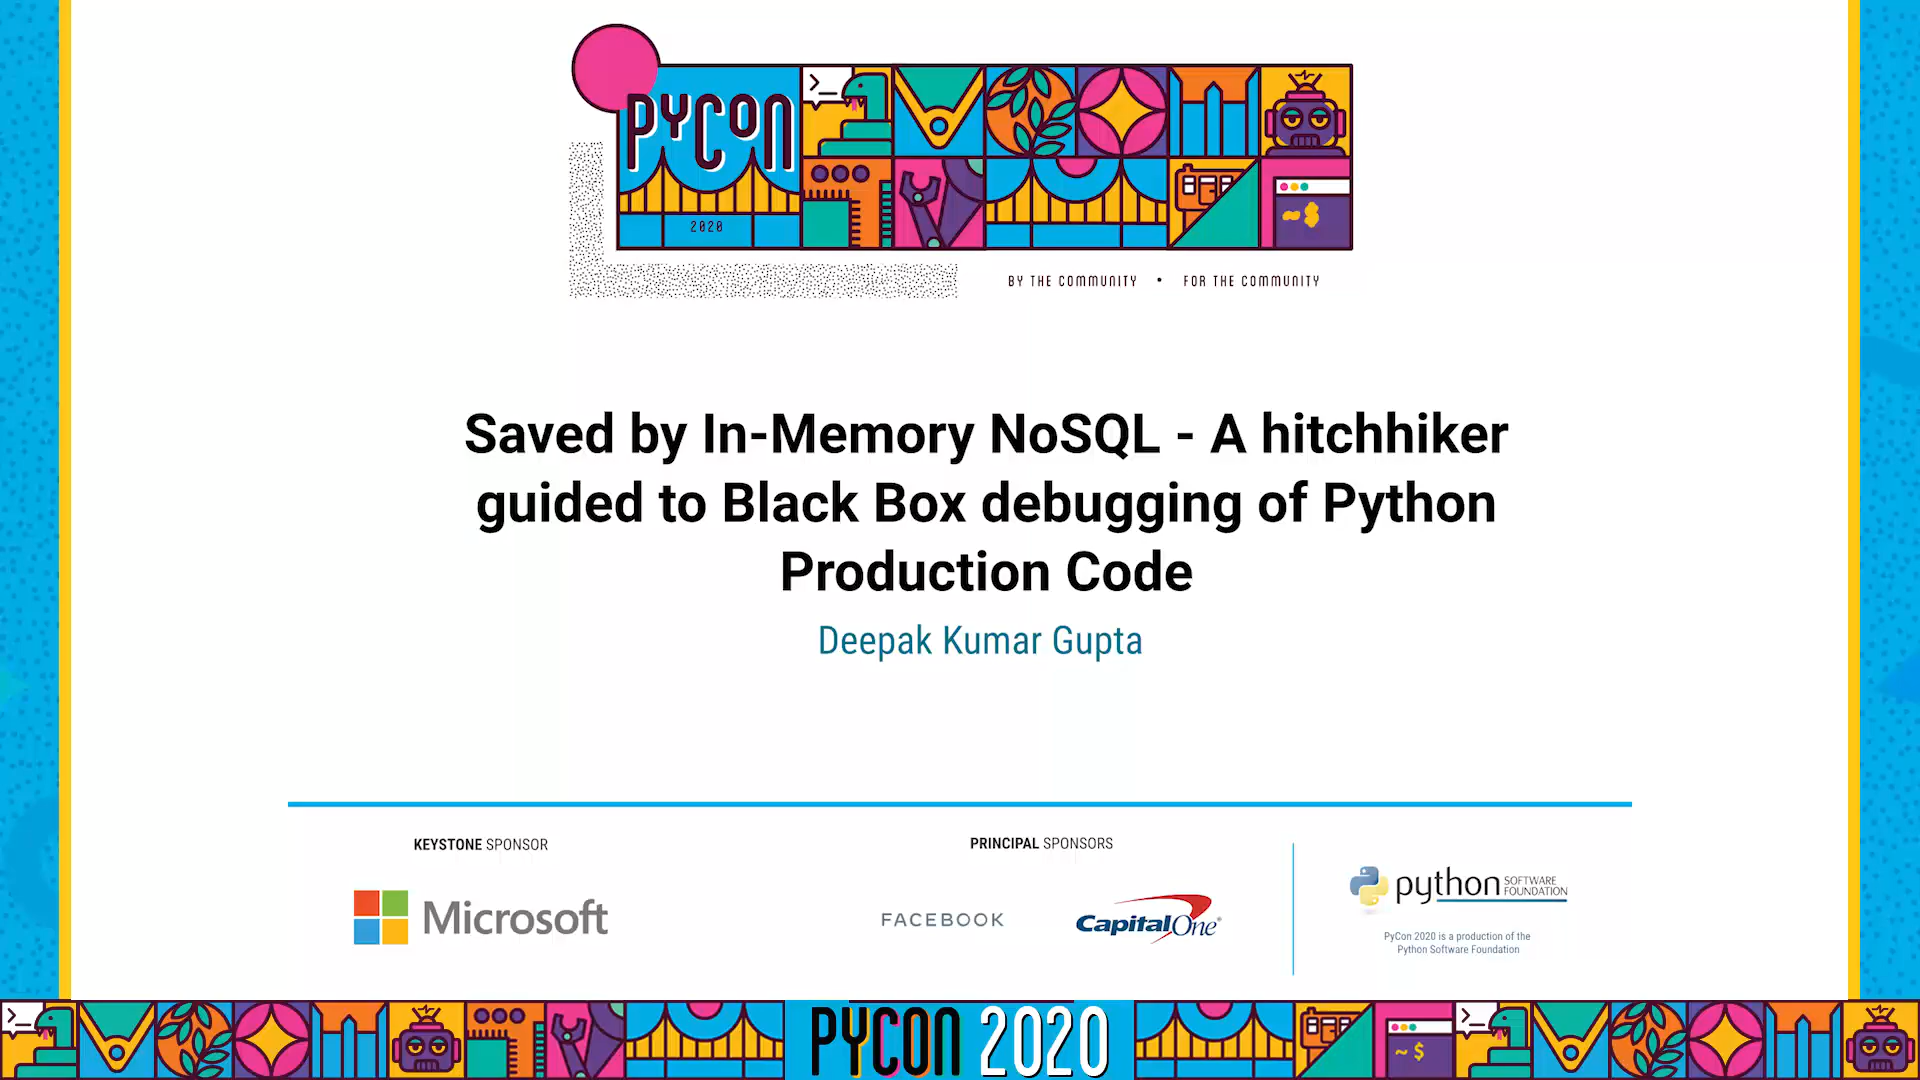 PYCON
2020
~$
BY THE COMMUNITY • FOR THE COMMUNITY
Saved by In-Memory NoSQL - A hitchhiker
guided to Black Box debugging of Python
Production Code
Deepak Kumar Gupta
KEYSTONE SPONSOR
Microsoft
PRINCIPAL SPONSORS
FACEBOOK
CapitalOne®
python SOFTWARE
FOUNDATION
PyCon 2020 is a production of the
Python Software Foundation
PYCON 2020
~$